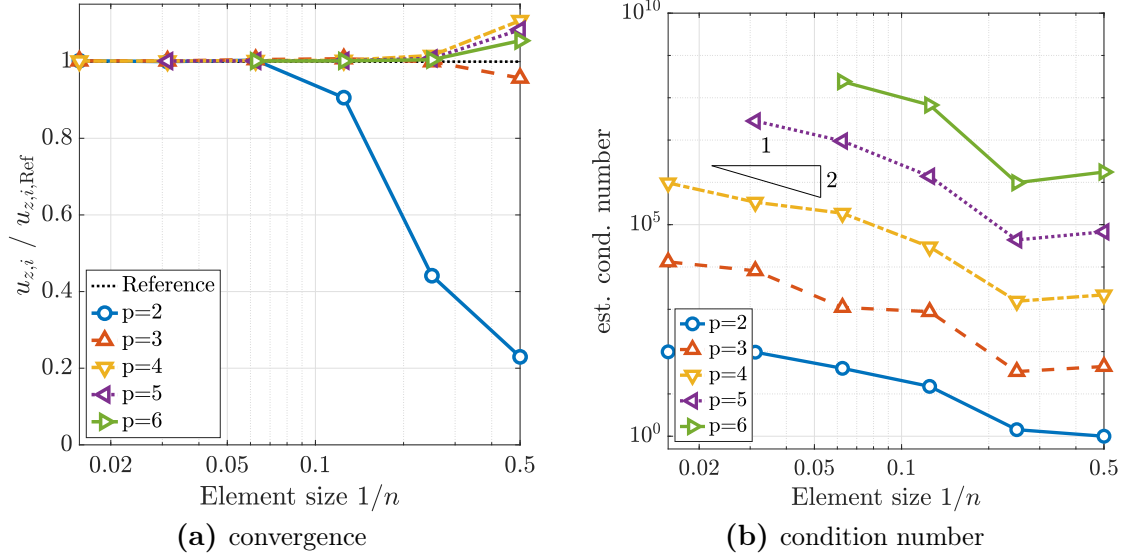 1
0.8
0.6
0.4
0.2
0
u_{z,i} / u_{z,i,Ref}
Reference
p=2
p=3
p=4
p=5
p=6
0.02 0.05 0.1 0.5
Element size 1/n
(a) convergence
10^{10}
10^5
10^0
est. cond. number
1
2
p=2
p=3
p=4
p=5
p=6
0.02 0.05 0.1 0.5
Element size 1/n
(b) condition number